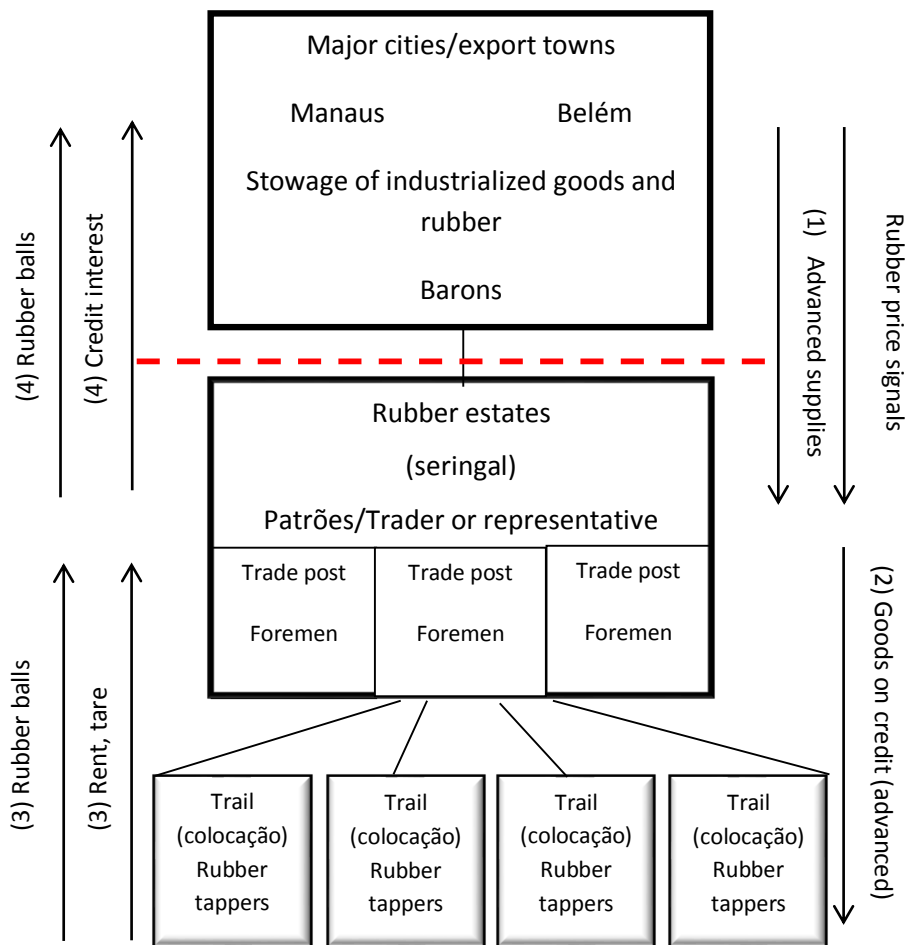 Major cities/export towns
Manaus
Belém
Stowage of industrialized goods and
rubber
Barons
(4) Rubber balls
(4) Credit interest
(1) Advanced supplies
Rubber price signals
Rubber estates
(seringal)
Patrões/Trader or representative
Trade post
Foremen
Trade post
Foremen
Trade post
Foremen
(3) Rubber balls
(3) Rent, tare
(2) Goods on credit (advanced)
Trail
(colocação)
Rubber
tappers
Trail
(colocação)
Rubber
tappers
Trail
(colocação)
Rubber
tappers
Trail
(colocação)
Rubber
tappers